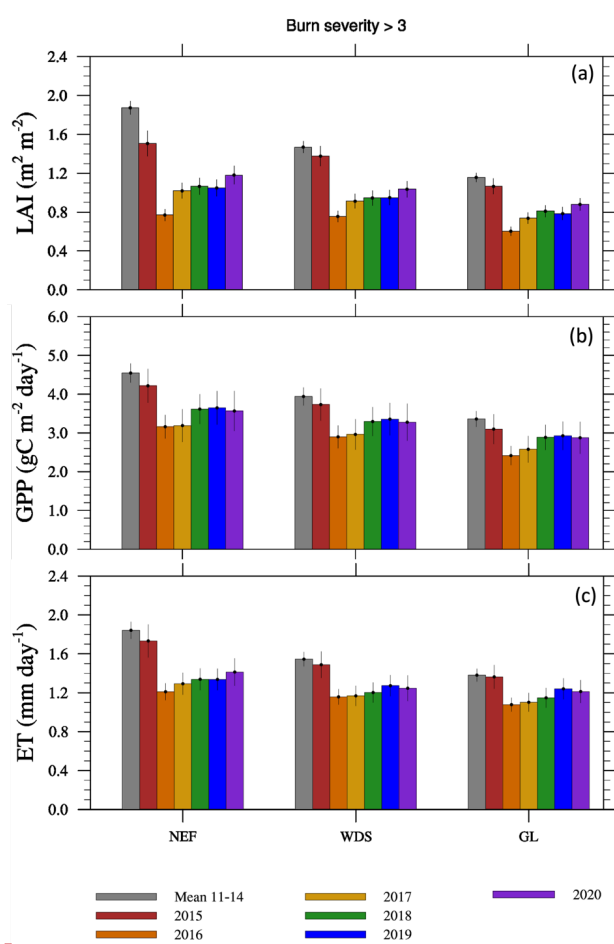 Burn severity > 3
(a)
LAI (m² m⁻²)
2.4
2.0
1.6
1.2
0.8
0.4
0.0
(b)
GPP (gC m⁻² day⁻¹)
6.0
5.0
4.0
3.0
2.0
1.0
0.0
(c)
ET (mm day⁻¹)
2.4
2.0
1.6
1.2
0.8
0.4
0.0
NEF WDS GL
Mean 11-14 2017 2020
2015 2018
2016 2019